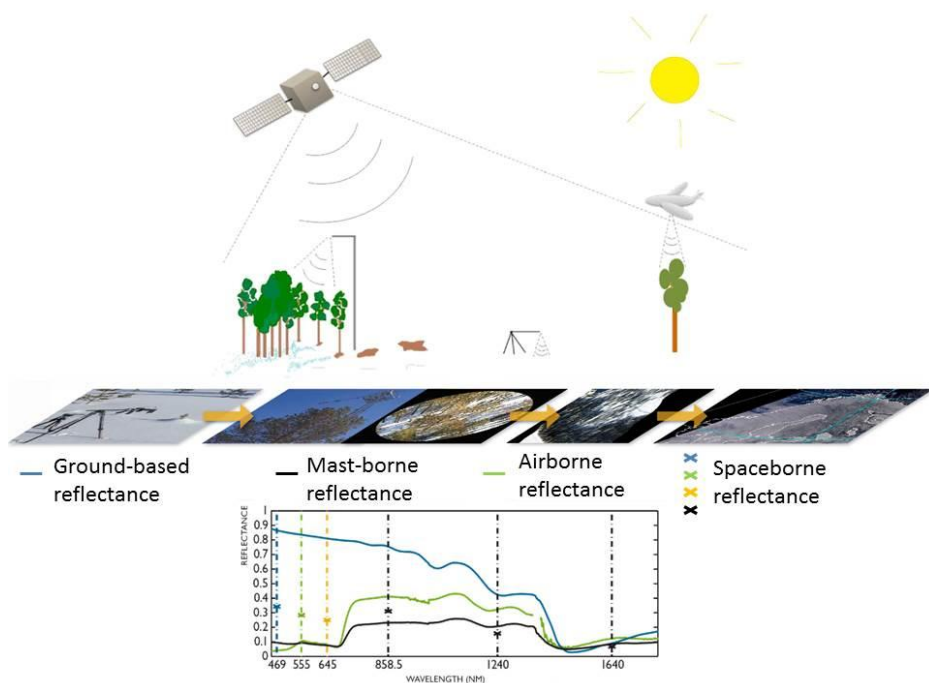 Ground-based
reflectance
Mast-borne
reflectance
Airborne
reflectance
Spaceborne
reflectance
REFLECTANCE
1
0.9
0.8
0.7
0.6
0.5
0.4
0.3
0.2
0.1
0
469 555 645 858.5 1240 1640
WAVELENGTH (NM)